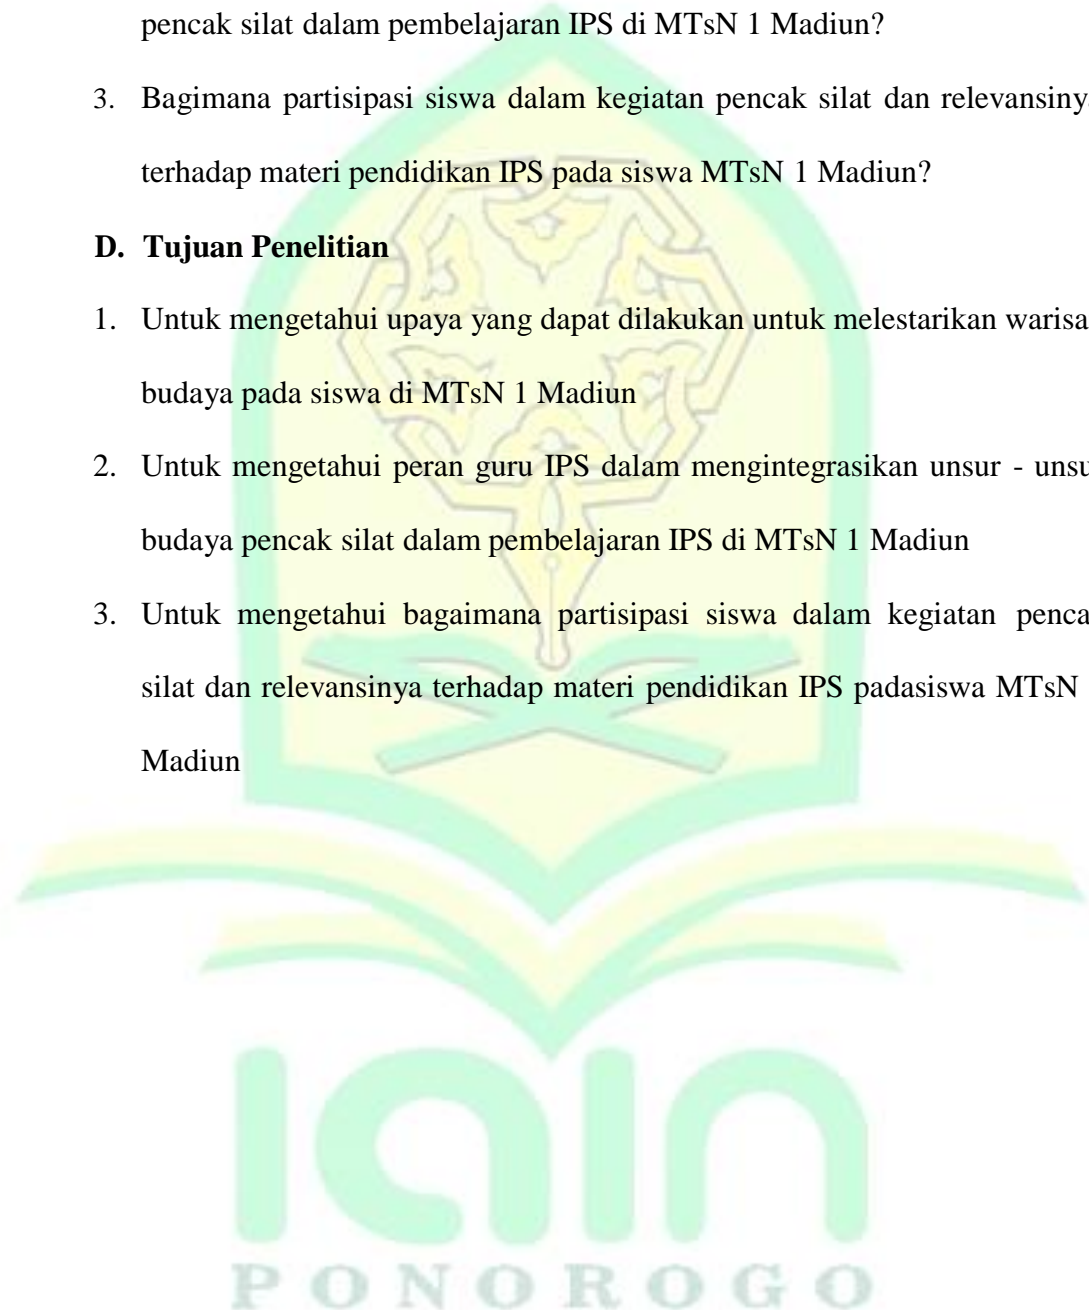 pencak silat dalam pembelajaran IPS di MTsN 1 Madiun?
3. Bagimana partisipasi siswa dalam kegiatan pencak silat dan relevansiny
terhadap materi pendidikan IPS pada siswa MTsN 1 Madiun?
D. Tujuan Penelitian
1. Untuk mengetahui upaya yang dapat dilakukan untuk melestarikan warisa
budaya pada siswa di MTsN 1 Madiun
2. Untuk mengetahui peran guru IPS dalam mengintegrasikan unsur - unsu
budaya pencak silat dalam pembelajaran IPS di MTsN 1 Madiun
3. Untuk mengetahui bagaimana partisipasi siswa dalam kegiatan penca
silat dan relevansinya terhadap materi pendidikan IPS padasiswa MTsN
Madiun
iain
PONOROGO